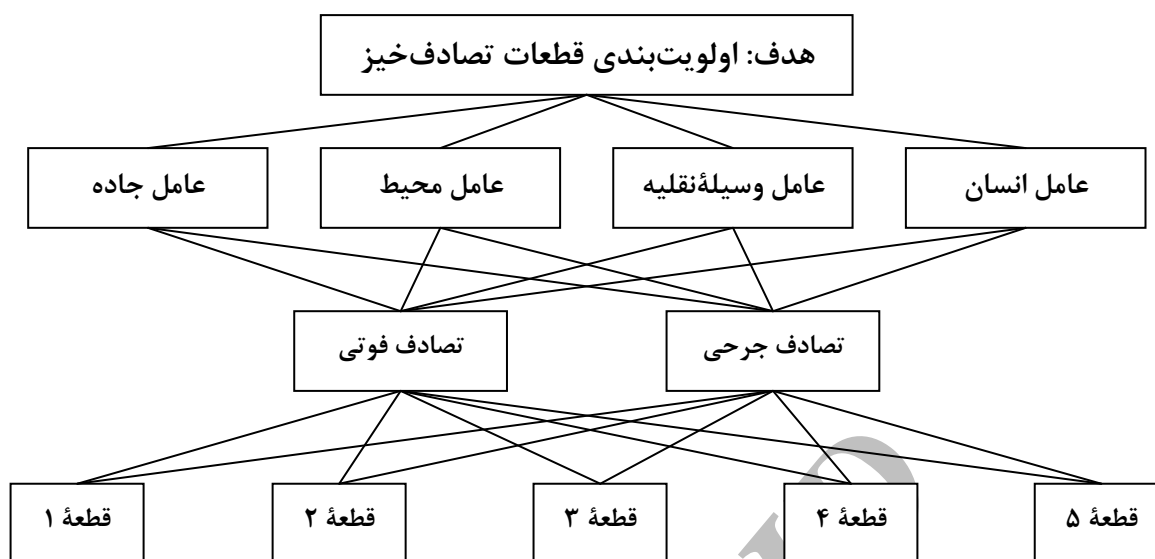 هدف: اولویت‌بندی قطعات تصادف‌خیز
عامل انسان
عامل وسیلهٔ‌نقلیه
عامل محیط
عامل جاده
تصادف جرحی
تصادف فوتی
قطعهٔ ۵
قطعهٔ ۴
قطعهٔ ۳
قطعهٔ ۲
قطعهٔ ۱